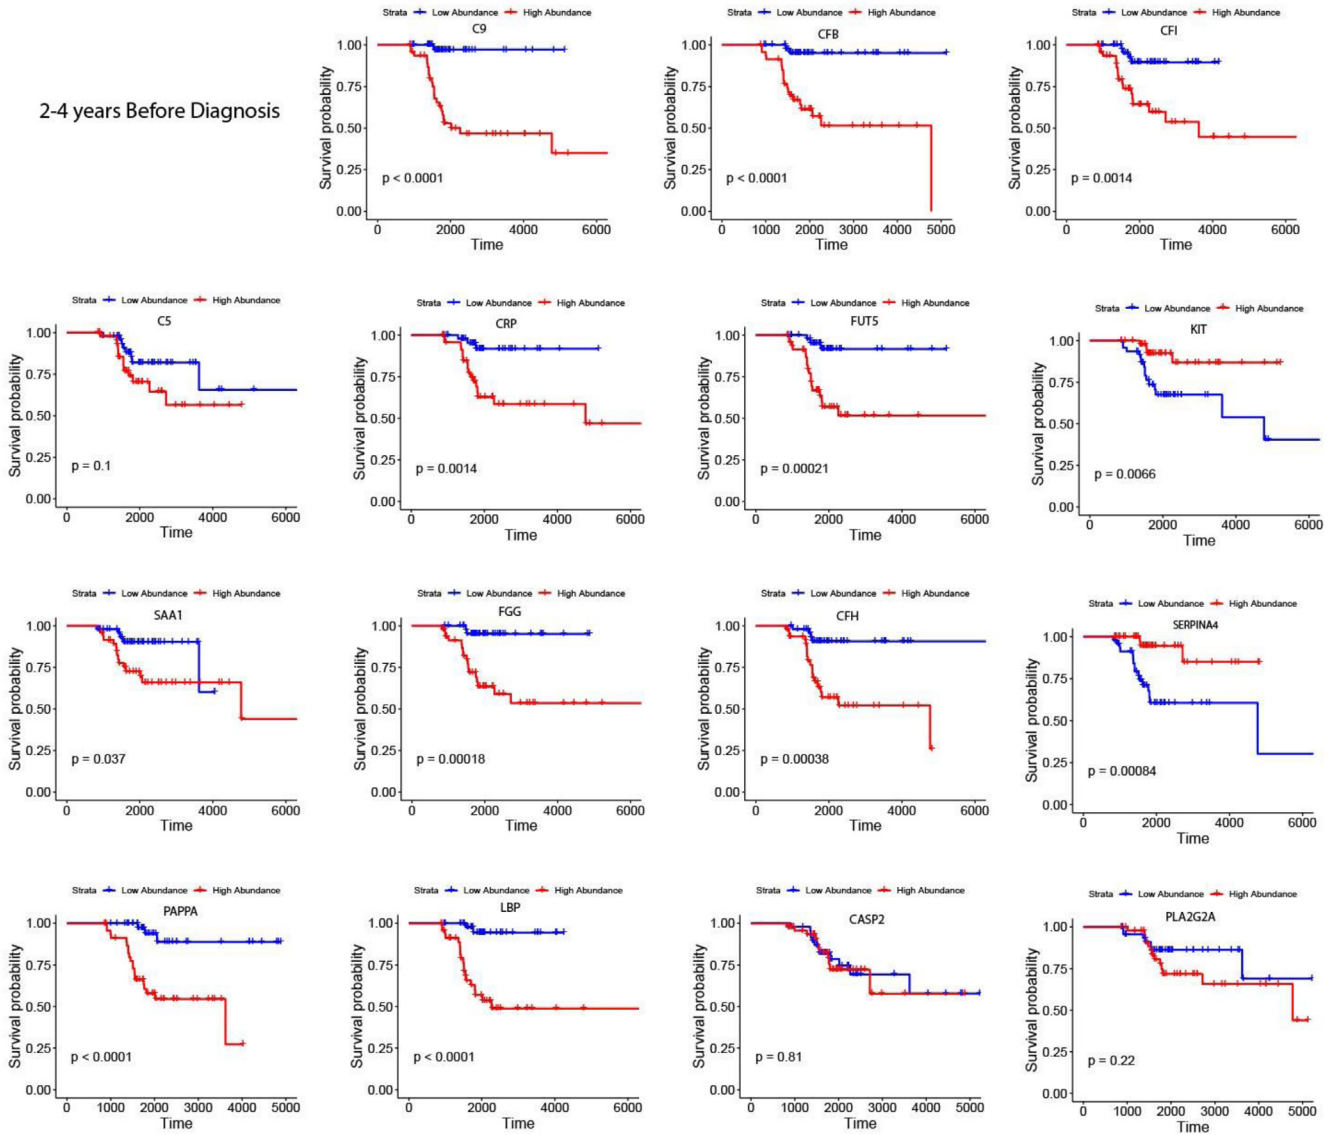 2-4 years Before Diagnosis
Strata Low Abundance High Abundance
C9
Survival probability
1.00
0.75
0.50
0.25
0.00
p < 0.0001
0 2000 4000 6000
Time
Strata Low Abundance High Abundance
CFB
Survival probability
1.00
0.75
0.50
0.25
0.00
p < 0.0001
0 1000 2000 3000 4000 5000
Time
Strata Low Abundance High Abundance
CFI
Survival probability
1.00
0.75
0.50
0.25
0.00
p = 0.0014
0 2000 4000 6000
Time
Strata Low Abundance High Abundance
C5
Survival probability
1.00
0.75
0.50
0.25
0.00
p = 0.1
0 2000 4000 6000
Time
Strata Low Abundance High Abundance
CRP
Survival probability
1.00
0.75
0.50
0.25
0.00
p = 0.0014
0 2000 4000 6000
Time
Strata Low Abundance High Abundance
FUT5
Survival probability
1.00
0.75
0.50
0.25
0.00
p = 0.00021
0 2000 4000 6000
Time
Strata Low Abundance High Abundance
KIT
Survival probability
1.00
0.75
0.50
0.25
0.00
p = 0.0066
0 2000 4000 6000
Time
Strata Low Abundance High Abundance
SAA1
Survival probability
1.00
0.75
0.50
0.25
0.00
p = 0.037
0 2000 4000 6000
Time
Strata Low Abundance High Abundance
FGG
Survival probability
1.00
0.75
0.50
0.25
0.00
p = 0.00018
0 2000 4000 6000
Time
Strata Low Abundance High Abundance
CFH
Survival probability
1.00
0.75
0.50
0.25
0.00
p = 0.00038
0 2000 4000 6000
Time
Strata Low Abundance High Abundance
SERPINA4
Survival probability
1.00
0.75
0.50
0.25
0.00
p = 0.00084
0 2000 4000 6000
Time
Strata Low Abundance High Abundance
PAPPA
Survival probability
1.00
0.75
0.50
0.25
0.00
p < 0.0001
0 1000 2000 3000 4000 5000
Time
Strata Low Abundance High Abundance
LBP
Survival probability
1.00
0.75
0.50
0.25
0.00
p < 0.0001
0 2000 4000 6000
Time
Strata Low Abundance High Abundance
CASP2
Survival probability
1.00
0.75
0.50
0.25
0.00
p = 0.81
0 1000 2000 3000 4000 5000
Time
Strata Low Abundance High Abundance
PLA2G2A
Survival probability
1.00
0.75
0.50
0.25
0.00
p = 0.22
0 1000 2000 3000 4000 5000
Time